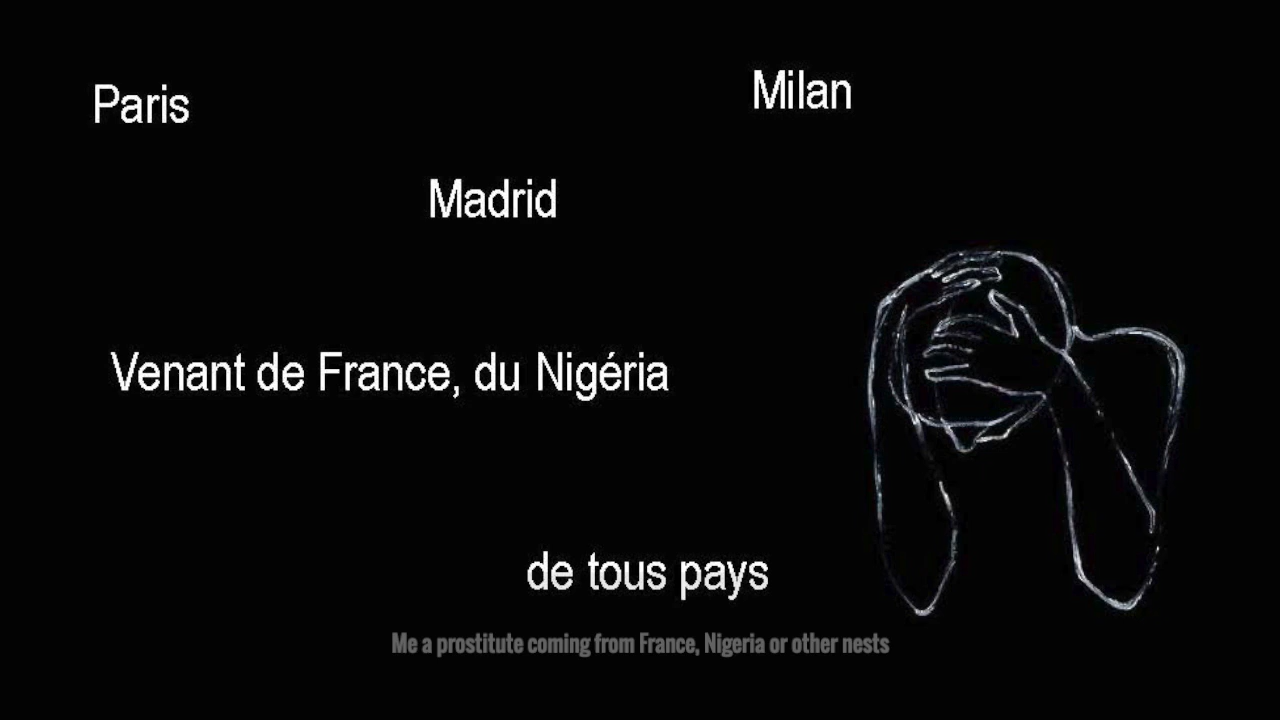 Paris
Milan
Madrid
Venant de France, du Nigéria
de tous pays
Me a prostitute coming from France, Nigeria or other nests